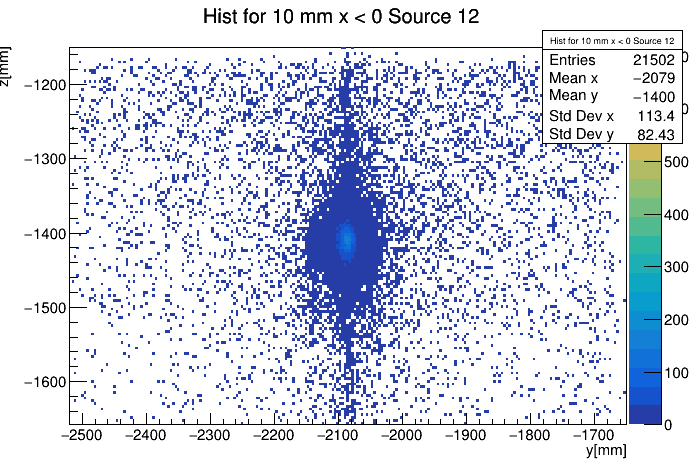 Hist for 10 mm x < 0 Source 12
z[mm]
Hist for 10 mm x < 0 Source 12
Entries 21502
Mean x −2079
Mean y −1400
Std Dev x 113.4
Std Dev y 82.43
−1200
−1300
−1400
−1500
−1600
−2500 −2400 −2300 −2200 −2100 −2000 −1900 −1800 −1700
y[mm]
500
400
300
200
100
0